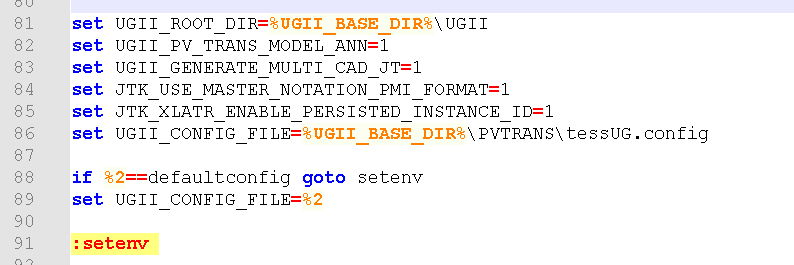 81 set UGII_ROOT_DIR=%UGII_BASE_DIR%\UGII
82 set UGII_PV_TRANS_MODEL_ANN=1
83 set UGII_GENERATE_MULTI_CAD_JT=1
84 set JTK_USE_MASTER_NOTATION_PMI_FORMAT=1
85 set JTK_XLATR_ENABLE_PERSISTED_INSTANCE_ID=1
86 set UGII_CONFIG_FILE=%UGII_BASE_DIR%\PVTRANS\tessUG.config
87
88 if %2==defaultconfig goto setenv
89 set UGII_CONFIG_FILE=%2
90
91 :setenv